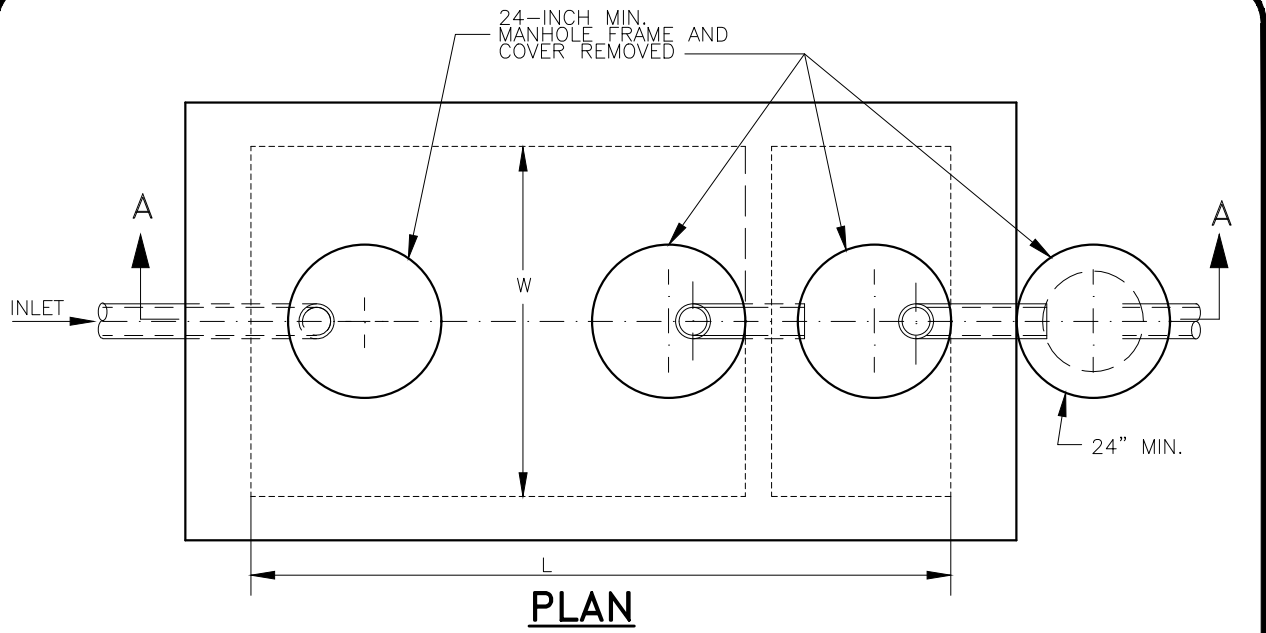 24-INCH MIN.
MANHOLE FRAME AND
COVER REMOVED
A
A
INLET
W
24” MIN.
L
PLAN